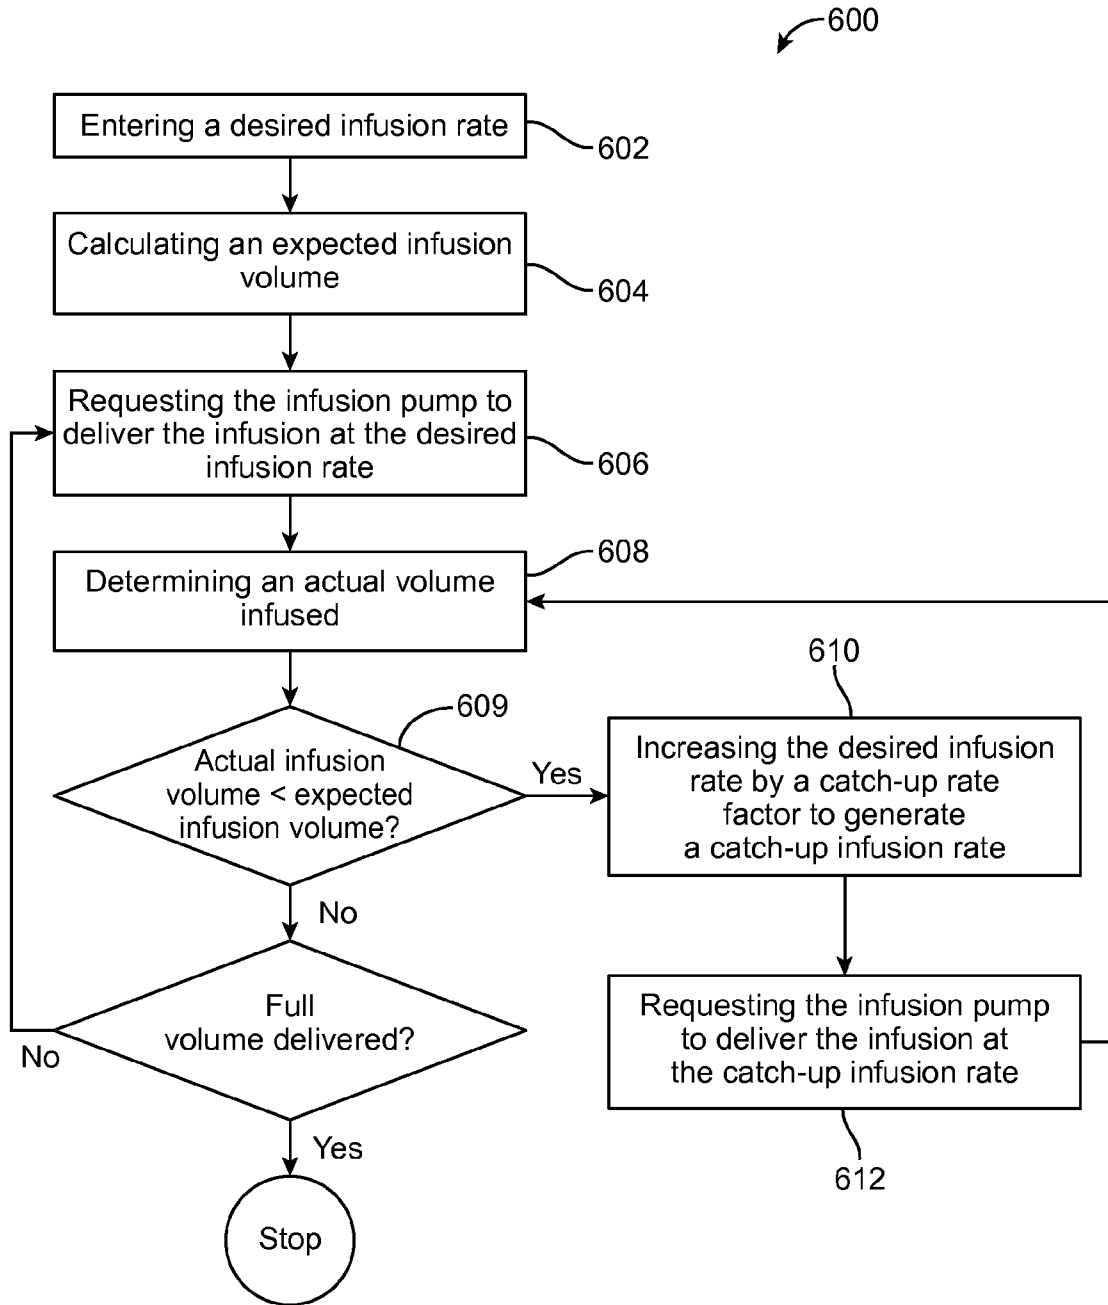 600
Entering a desired infusion rate
602
Calculating an expected infusion
volume
604
Requesting the infusion pump to
deliver the infusion at the desired
infusion rate
606
Determining an actual volume
infused
608
Actual infusion
volume < expected
infusion volume?
609
Yes
610
Increasing the desired infusion
rate by a catch-up rate
factor to generate
a catch-up infusion rate
No
Full
volume delivered?
No
Requesting the infusion pump
to deliver the infusion at
the catch-up infusion rate
612
Yes
Stop